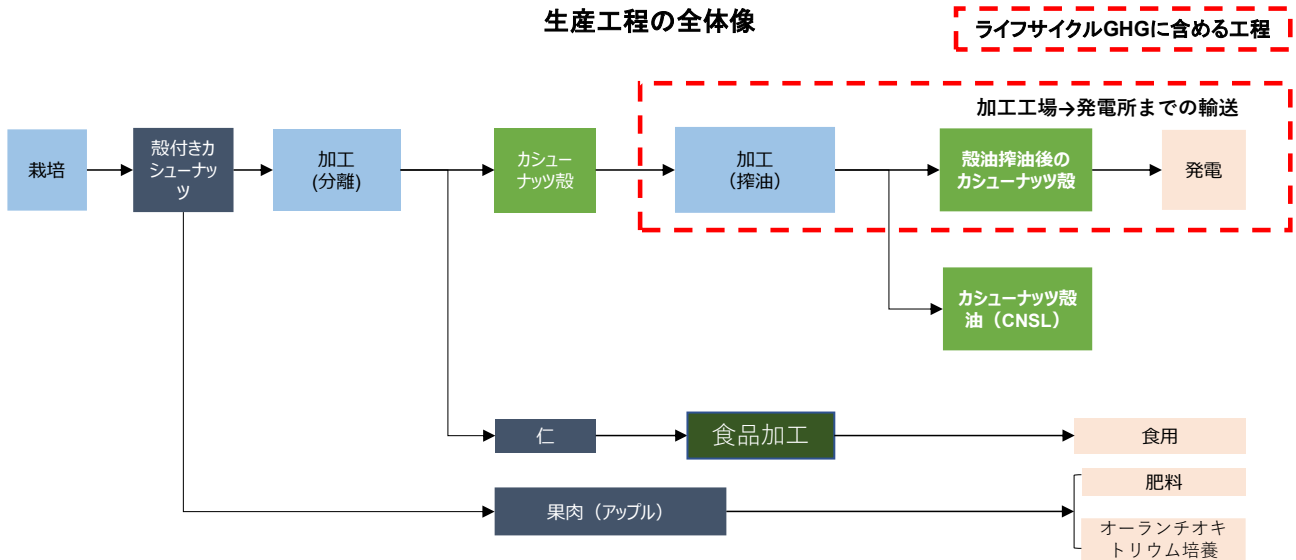 生産工程の全体像
ライフサイクルGHGに含める工程
加工工場→発電所までの輸送
栽培
殻付きカ
シューナッ
ツ
加工
(分離)
カシュー
ナッツ殻
加工
（搾油）
殻油搾油後の
カシューナッツ殻
発電
カシューナッツ殻
油（CNSL）
仁
食品加工
食用
果肉（アップル）
肥料
オーランチオキ
トリウム培養